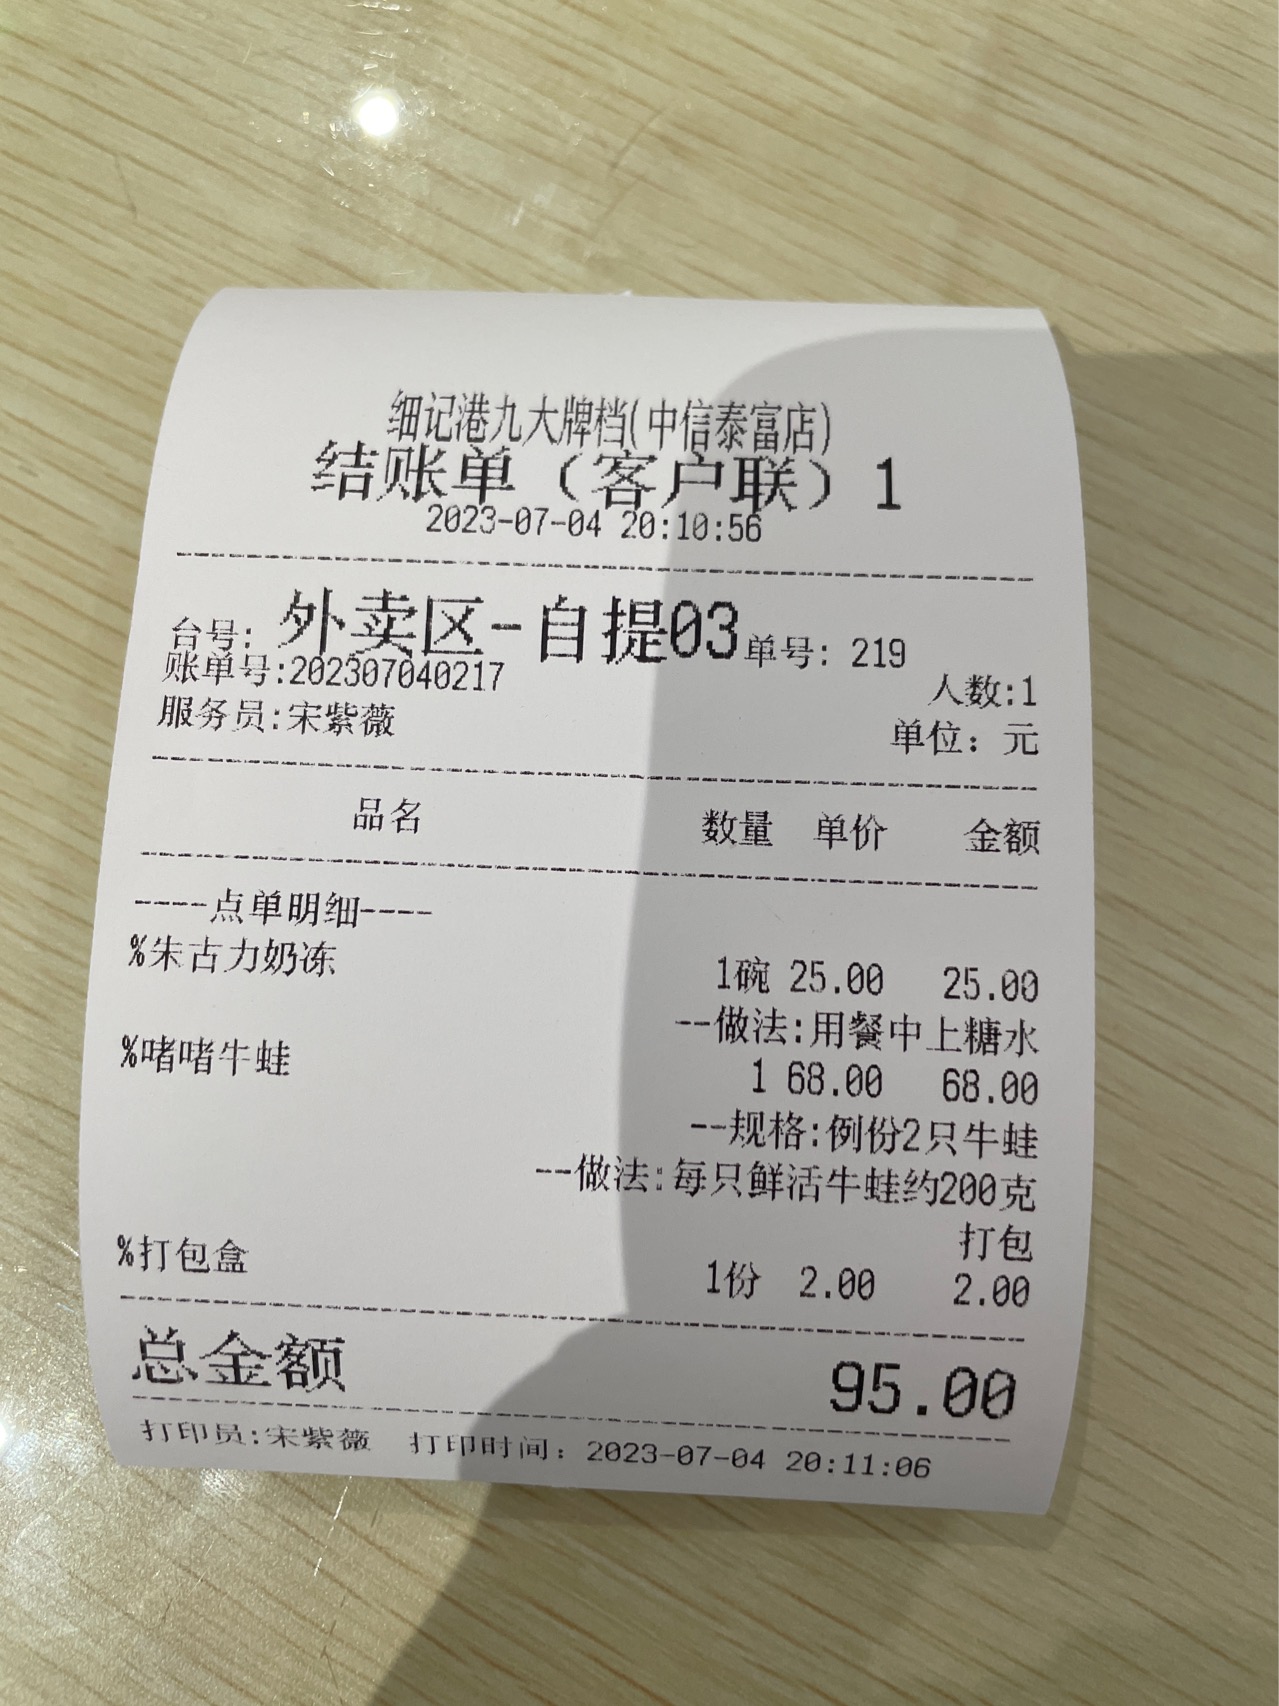 细记港九大牌档(中信泰富店)
结账单（客户联）1
2023-07-04 20:10:56
台号: 外卖区-自提03 单号: 219
账单号:202307040217 人数:1
服务员:宋紫薇 单位: 元
品名 数量 单价 金额
----点单明细----
%朱古力奶冻 1碗 25.00 25.00
--做法:用餐中上糖水
%啫啫牛蛙 1 68.00 68.00
--规格:例份2只牛蛙
--做法:每只鲜活牛蛙约200克
打包
%打包盒 1份 2.00 2.00
总金额 95.00
打印员:宋紫薇 打印时间: 2023-07-04 20:11:06